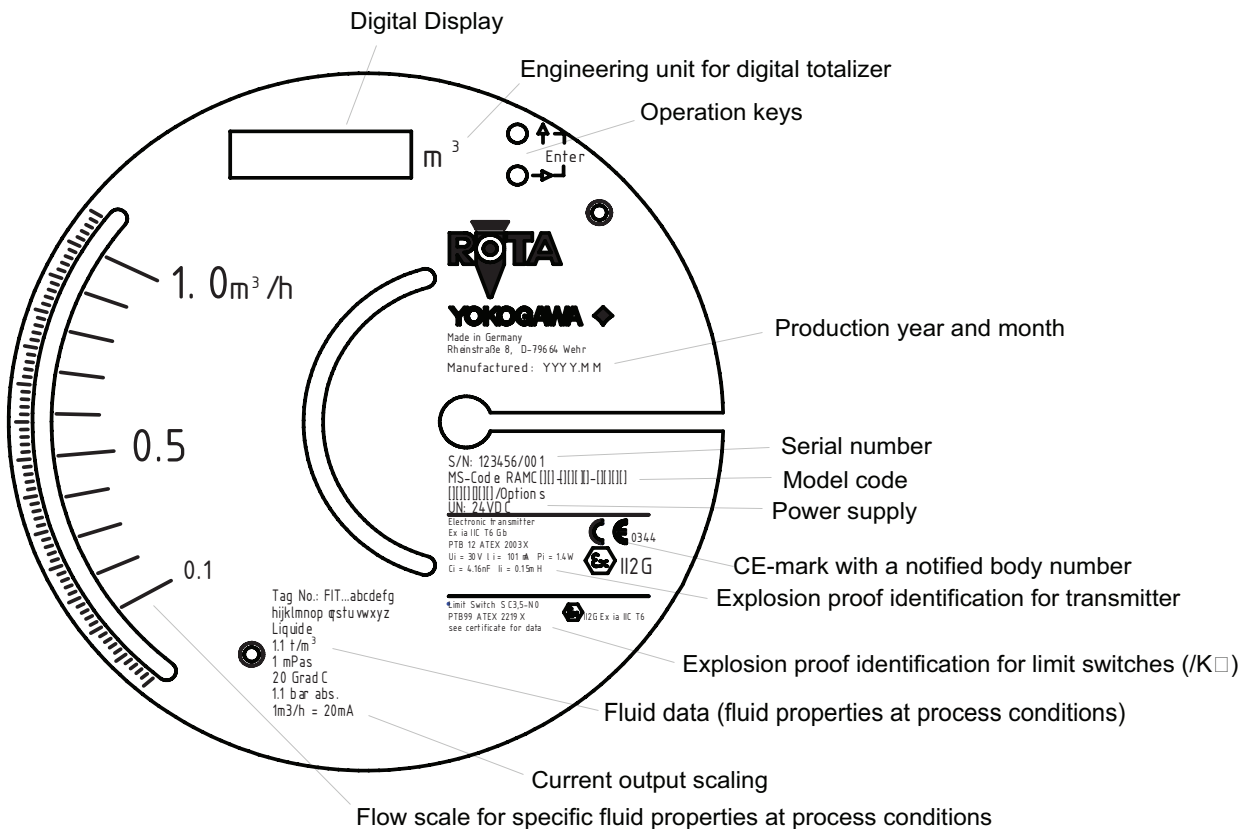 Digital Display
Engineering unit for digital totalizer
Operation keys
m³
Enter
ROTA
YOKOGAWA
1.0 m³/h
Made in Germany
Rheinstraße 8, D-79664 Wehr
Manufactured: YYYY.MM
Production year and month
0.5
S/N: 123456/001
Serial number
MS-Code RAMC[][]-[][][][]-[][][][]
Model code
[][][][][][]/Options
UN: 24VDC
Power supply
Electronic transmitter
Ex ia IIC T6 Gb
PTB 12 ATEX 2003X
Ui = 30V Ii = 101 mA Pi = 1.4W
Ci = 4.16nF li = 0.15mH
CE 0344
Ex II2G
CE-mark with a notified body number
Explosion proof identification for transmitter
0.1
Limit Switch SC3,5-N0
PTB99 ATEX 2219 X
see certificate for data
Ex II2G Ex ia IIC T6
Explosion proof identification for limit switches (/K□)
Tag No.: FIT...abcdefg
hijklmnop qrstuvwxyz
Liquide
1.1 t/m³
1 mPas
20 Grad C
1.1 bar abs.
1m3/h = 20mA
Fluid data (fluid properties at process conditions)
Current output scaling
Flow scale for specific fluid properties at process conditions